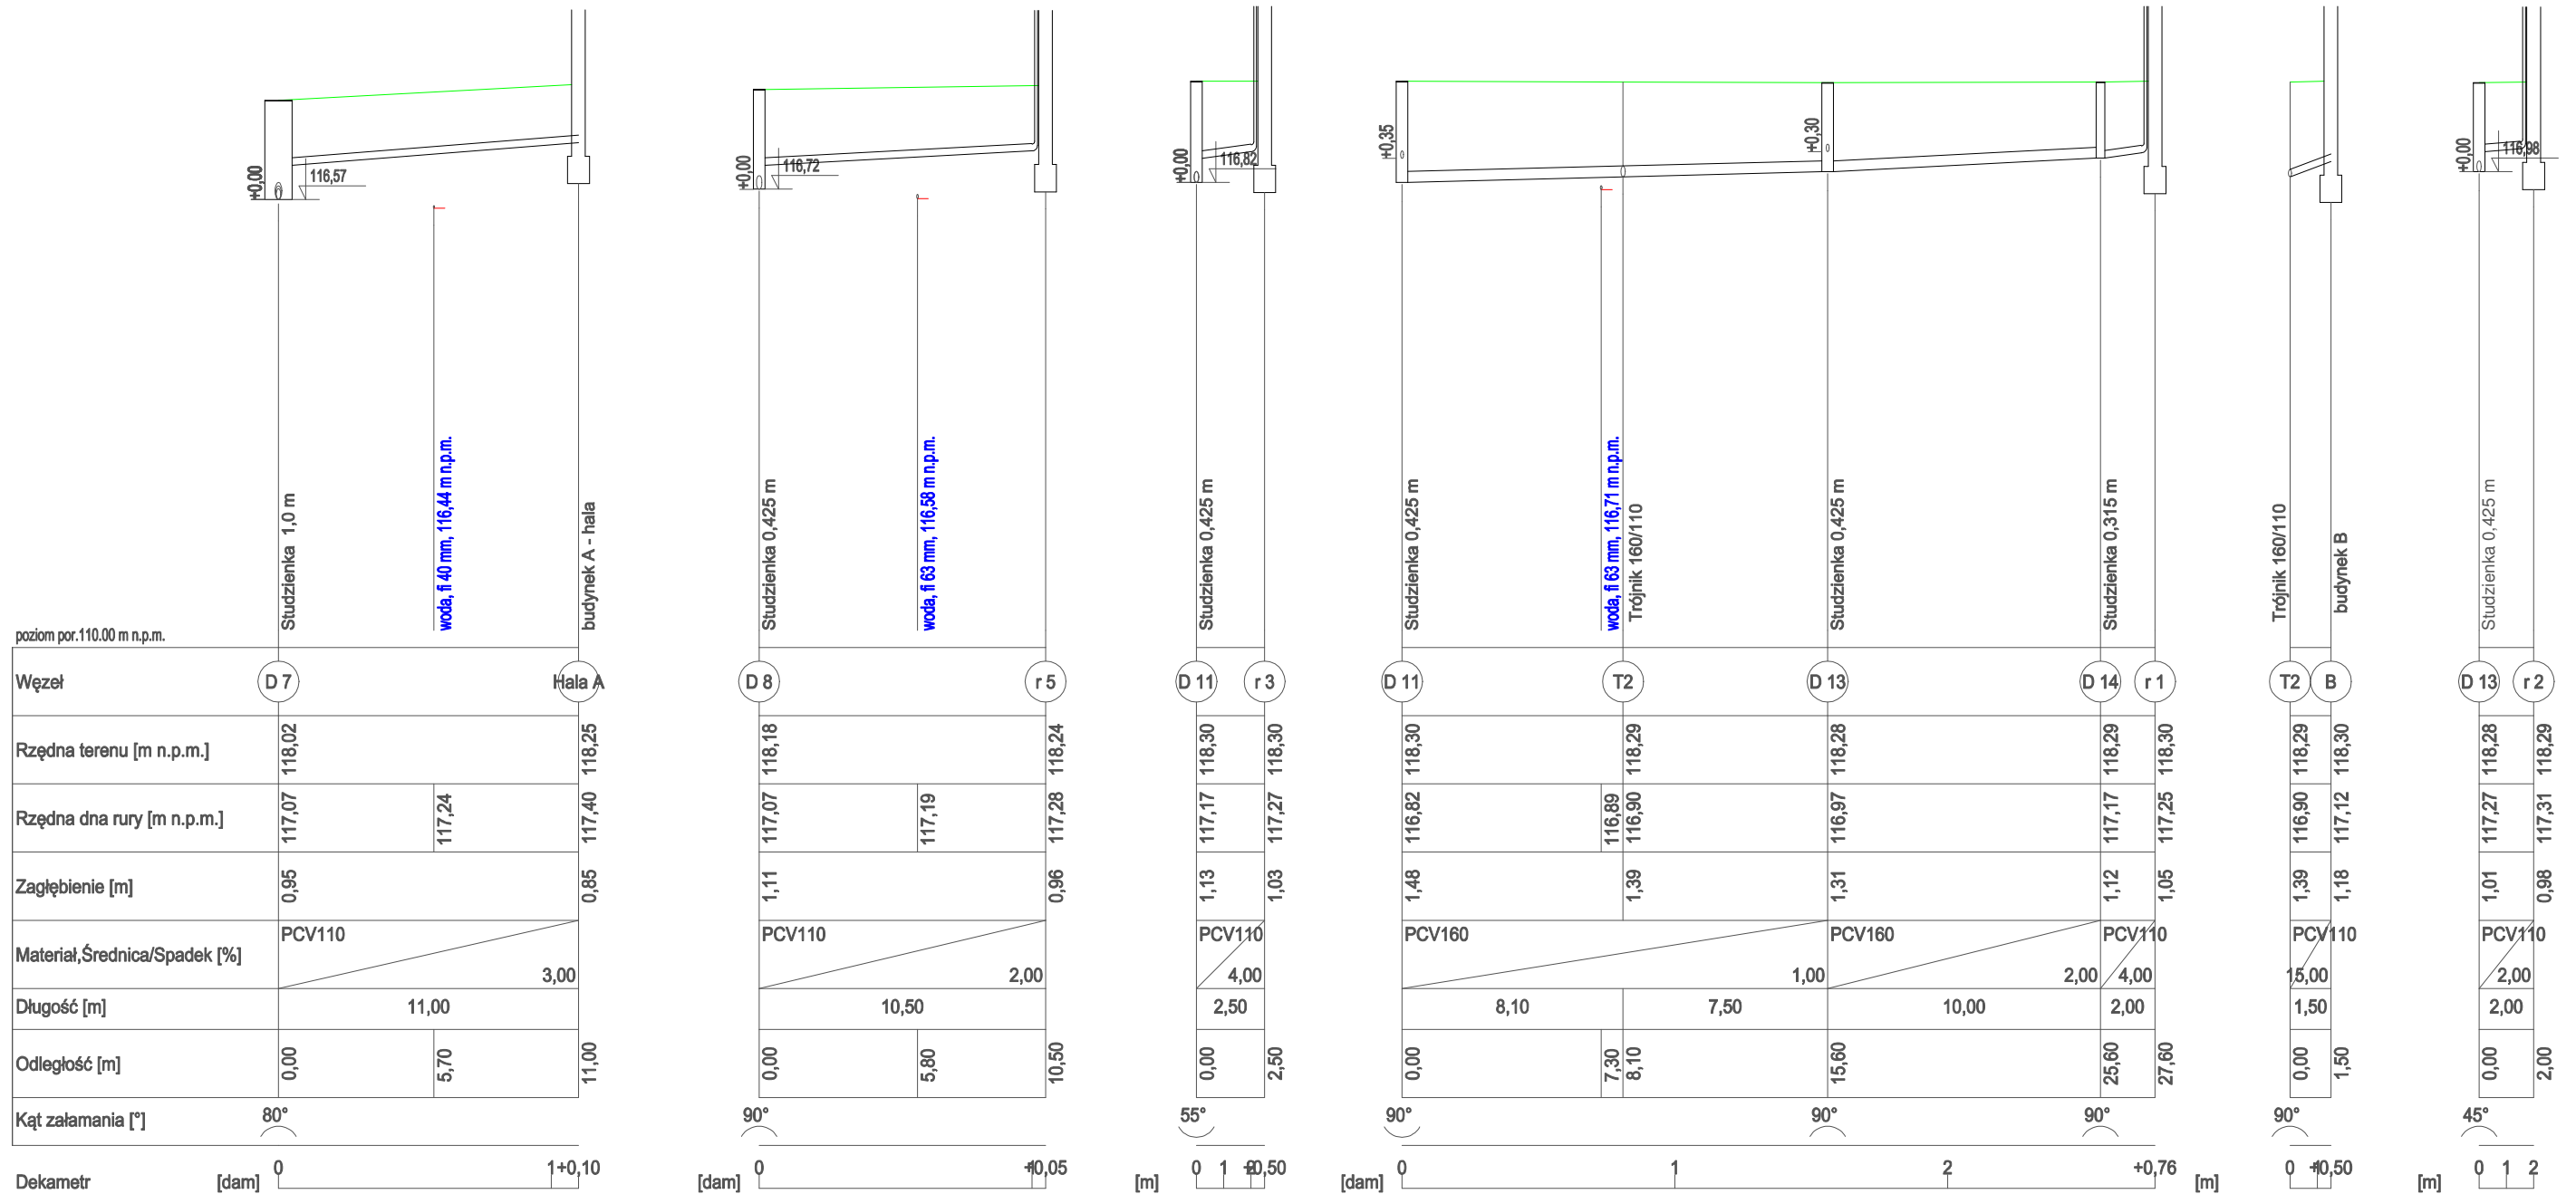 +0,00
116,57
+0,00
116,72
+0,00
116,82
+0,35
+0,30
+0,00
116,98
Studzienka 1,0 m
woda, fi 40 mm, 116,44 m n.p.m.
budynek A - hala
Studzienka 0,425 m
woda, fi 63 mm, 116,58 m n.p.m.
Studzienka 0,425 m
Studzienka 0,425 m
woda, fi 63 mm, 116,71 m n.p.m.
Trójnik 160/110
Studzienka 0,425 m
Studzienka 0,315 m
Trójnik 160/110
budynek B
Studzienka 0,425 m
poziom por.110.00 m n.p.m.
Węzeł D 7 Hala A D 8 r 5 D 11 r 3 D 11 T2 D 13 D 14 r 1 T2 B D 13 r 2
Rzędna terenu [m n.p.m.] 118,02 118,25 118,18 118,24 118,30 118,30 118,30 118,29 118,28 118,29 118,30 118,29 118,30 118,28 118,29
Rzędna dna rury [m n.p.m.] 117,07 117,24 117,40 117,07 117,19 117,28 117,17 117,27 116,82 116,89 116,90 116,97 117,17 117,25 116,90 117,12 117,27 117,31
Zagłębienie [m] 0,95 0,85 1,11 0,96 1,13 1,03 1,48 1,39 1,31 1,12 1,05 1,39 1,18 1,01 0,98
Materiał,Średnica/Spadek [%] PCV110 3,00 PCV110 2,00 PCV110 4,00 PCV160 1,00 PCV160 2,00 PCV110 4,00 PCV110 15,00 PCV110 2,00
Długość [m] 11,00 10,50 2,50 8,10 7,50 10,00 2,00 1,50 2,00
Odległość [m] 0,00 5,70 11,00 0,00 5,80 10,50 0,00 2,50 0,00 7,30 8,10 15,60 25,60 27,60 0,00 1,50 0,00 2,00
Kąt załamania [°] 80° 90° 55° 90° 90° 90° 90° 45°
Dekametr [dam] 0 1 +0,10 [dam] 0 +0,05 [m] 0 1 +0,50 [dam] 0 1 2 +0,76 [m] 0 +0,50 [m] 0 1 2